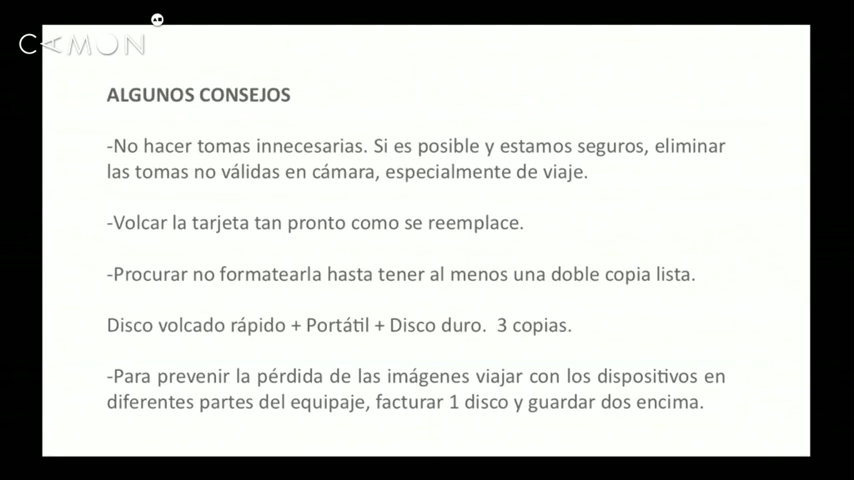 CAMON
ALGUNOS CONSEJOS
-No hacer tomas innecesarias. Si es posible y estamos seguros, eliminar
las tomas no válidas en cámara, especialmente de viaje.
-Volcar la tarjeta tan pronto como se reemplace.
-Procurar no formatearla hasta tener al menos una doble copia lista.
Disco volcado rápido + Portátil + Disco duro.  3 copias.
-Para prevenir la pérdida de las imágenes viajar con los dispositivos en
diferentes partes del equipaje, facturar 1 disco y guardar dos encima.